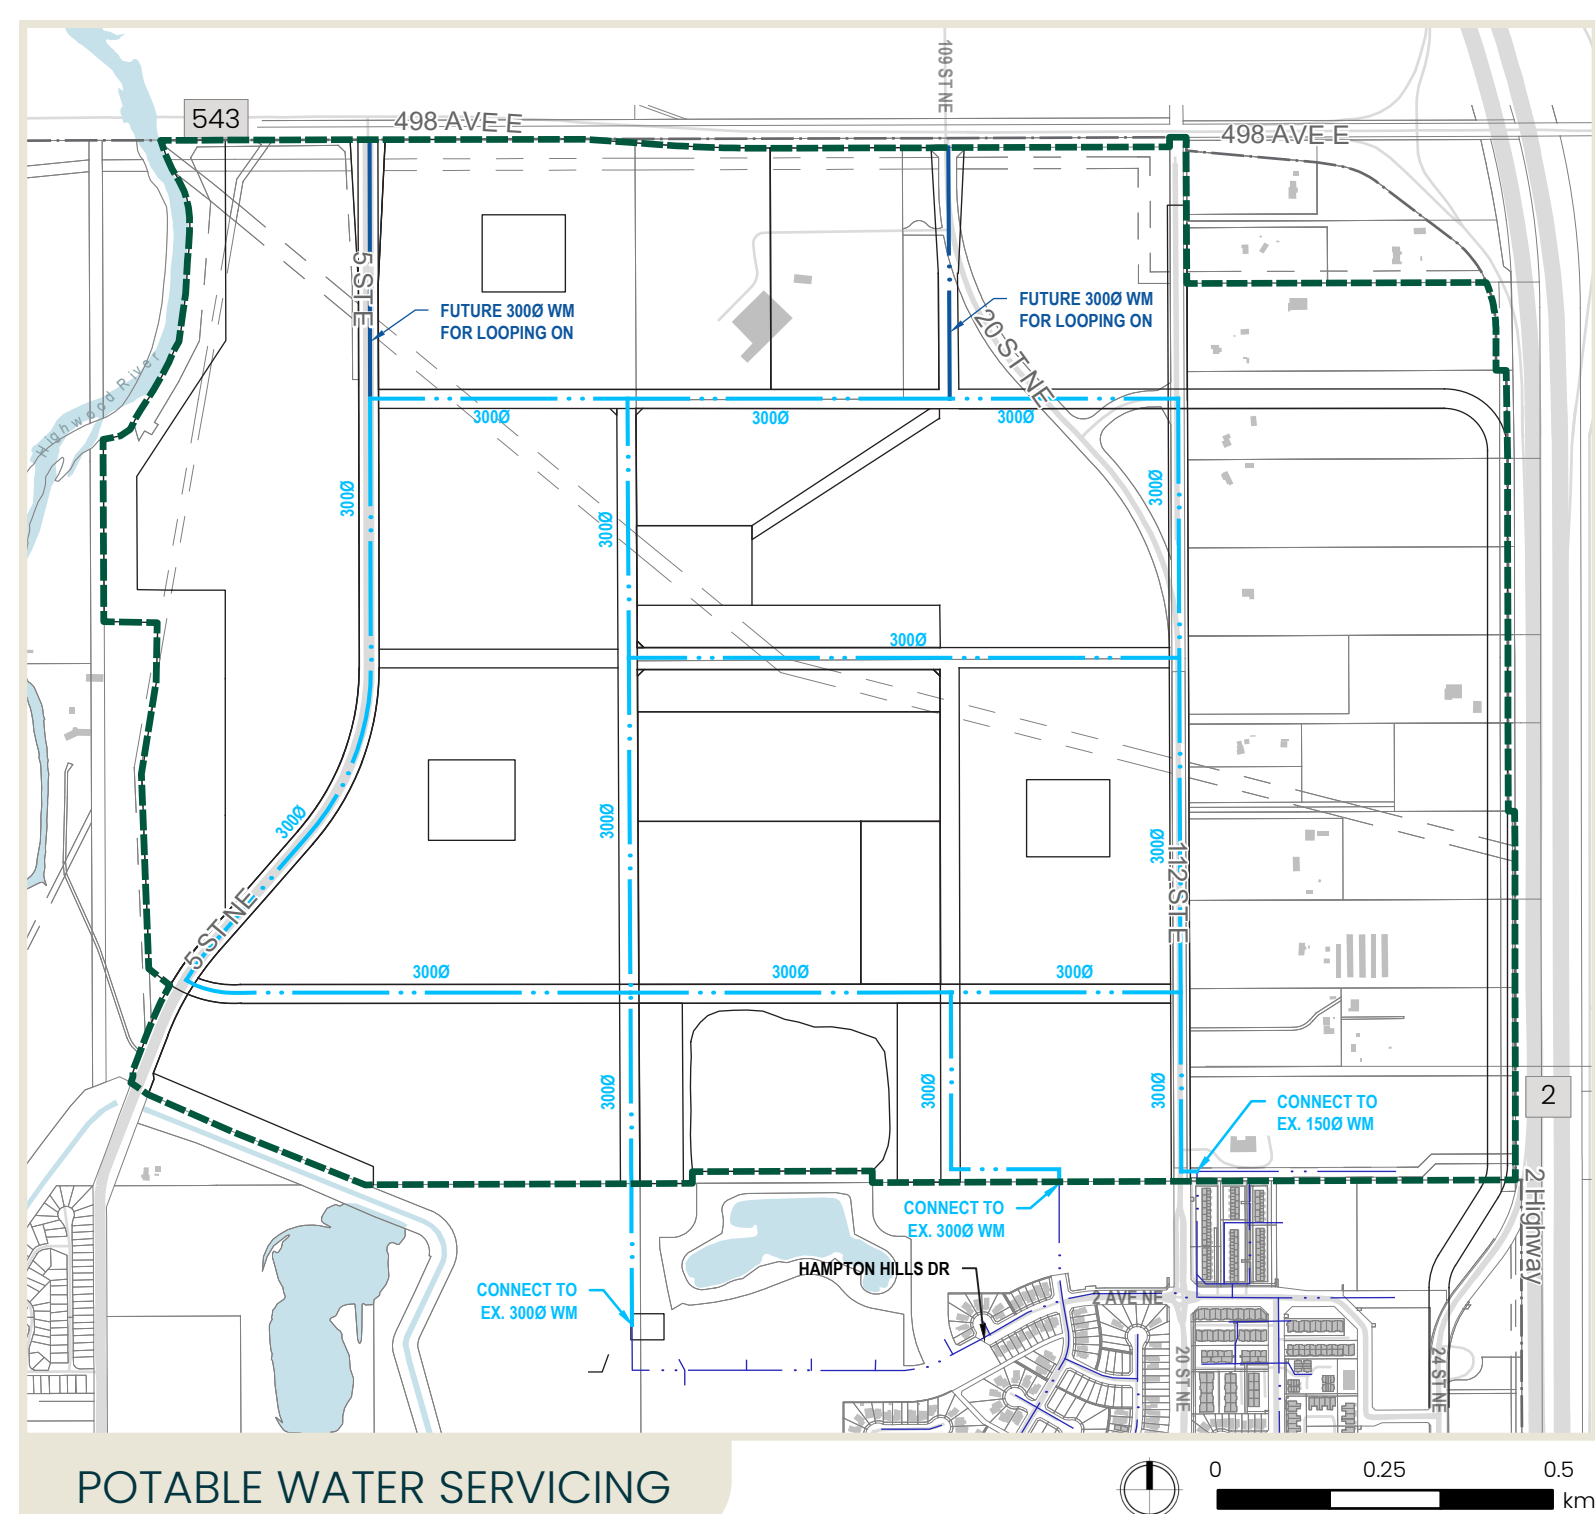 109 ST NE
543
498 AVE E
498 AVE E
5 ST E
FUTURE 300Ø WM
FOR LOOPING ON
FUTURE 300Ø WM
FOR LOOPING ON
20 ST NE
Highwood River
300Ø
300Ø
300Ø
300Ø
300Ø
300Ø
300Ø
300Ø
300Ø
300Ø
112 ST E
5 ST NE
300Ø
300Ø
300Ø
300Ø
300Ø
300Ø
CONNECT TO
EX. 150Ø WM
2
CONNECT TO
EX. 300Ø WM
2 Highway
HAMPTON HILLS DR
CONNECT TO
EX. 300Ø WM
2 AVE NE
20 ST NE
24 ST NE
POTABLE WATER SERVICING
0 0.25 0.5
km